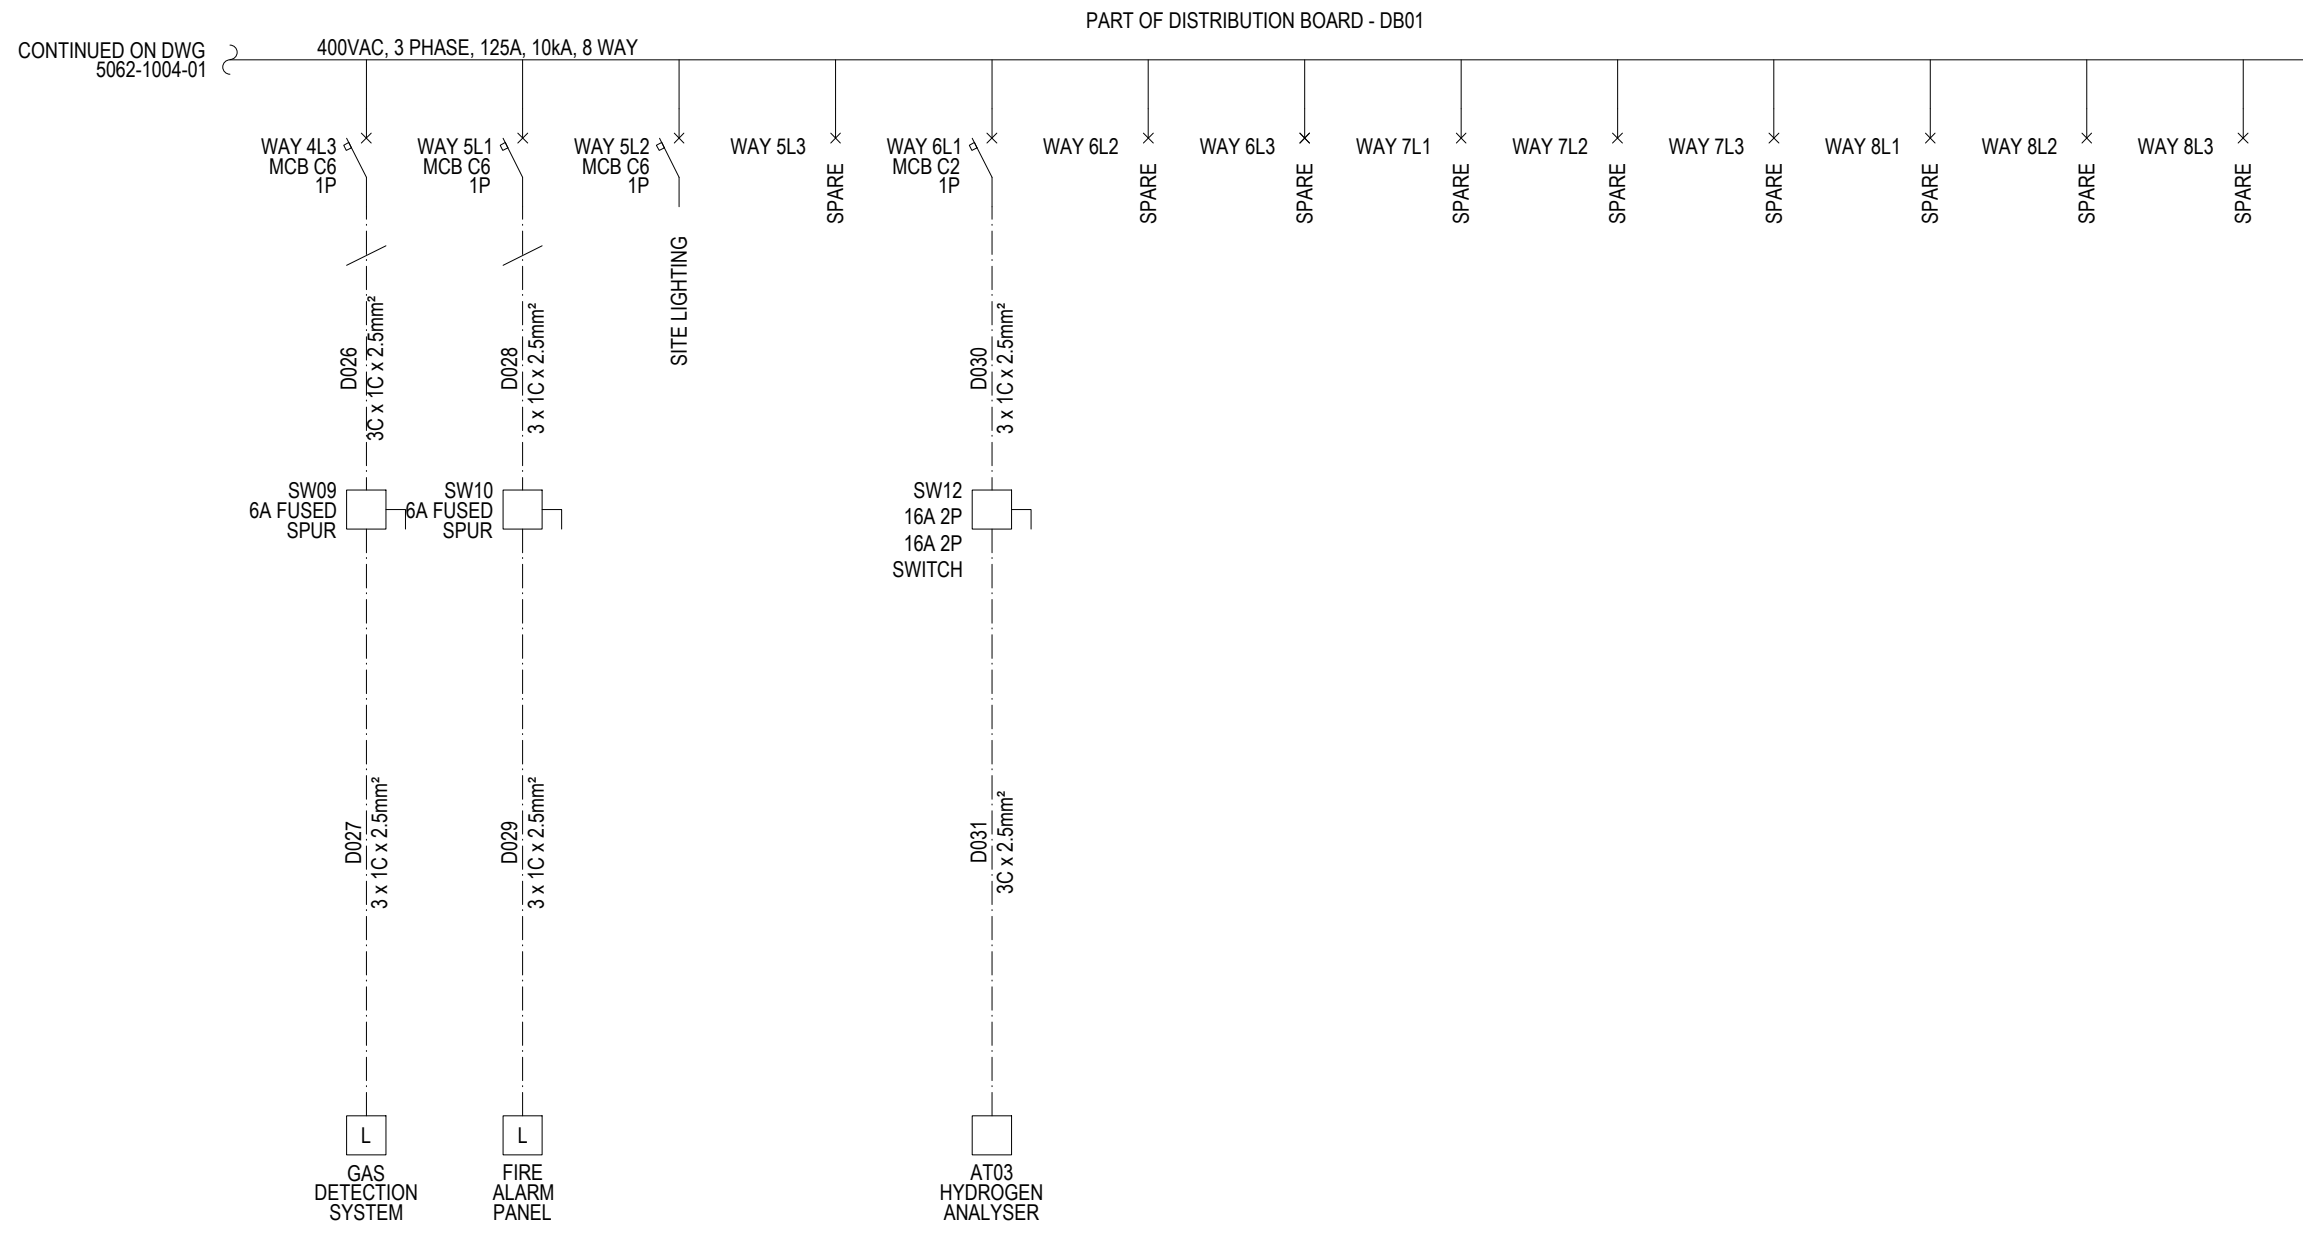 PART OF DISTRIBUTION BOARD - DB01
CONTINUED ON DWG
5062-1004-01
400VAC, 3 PHASE, 125A, 10kA, 8 WAY
WAY 4L3
MCB C6
1P
WAY 5L1
MCB C6
1P
WAY 5L2
MCB C6
1P
WAY 5L3
SPARE
WAY 6L1
MCB C2
1P
WAY 6L2
SPARE
WAY 6L3
SPARE
WAY 7L1
SPARE
WAY 7L2
SPARE
WAY 7L3
SPARE
WAY 8L1
SPARE
WAY 8L2
SPARE
WAY 8L3
SPARE
SITE LIGHTING
D026
3C x 1C x 2.5mm²
D028
3 x 1C x 2.5mm²
D030
3 x 1C x 2.5mm²
SW09
6A FUSED
SPUR
SW10
6A FUSED
SPUR
SW12
16A 2P
16A 2P
SWITCH
D027
3 x 1C x 2.5mm²
D029
3 x 1C x 2.5mm²
D031
3C x 2.5mm²
L
GAS
DETECTION
SYSTEM
L
FIRE
ALARM
PANEL
AT03
HYDROGEN
ANALYSER